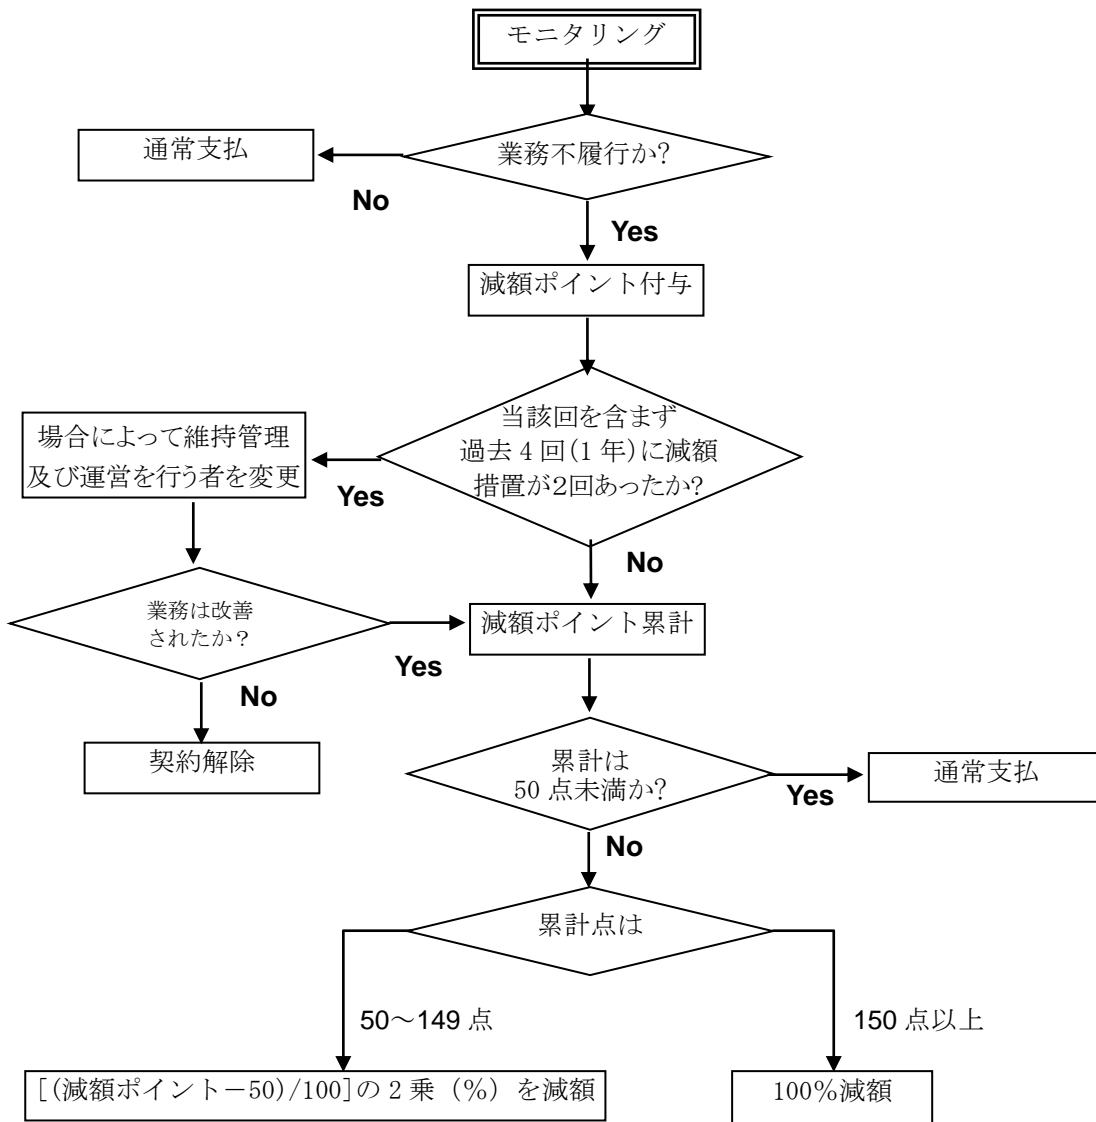 モニタリング
業務不履行か?
通常支払
No
Yes
減額ポイント付与
当該回を含まず
過去4回(1年)に減額
措置が2回あったか?
場合によって維持管理
及び運営を行う者を変更
Yes
No
業務は改善
されたか?
減額ポイント累計
Yes
No
契約解除
累計は
50点未満か?
通常支払
Yes
No
累計点は
50～149点
150点以上
[(減額ポイント－50)/100]の2乗(%)を減額
100%減額